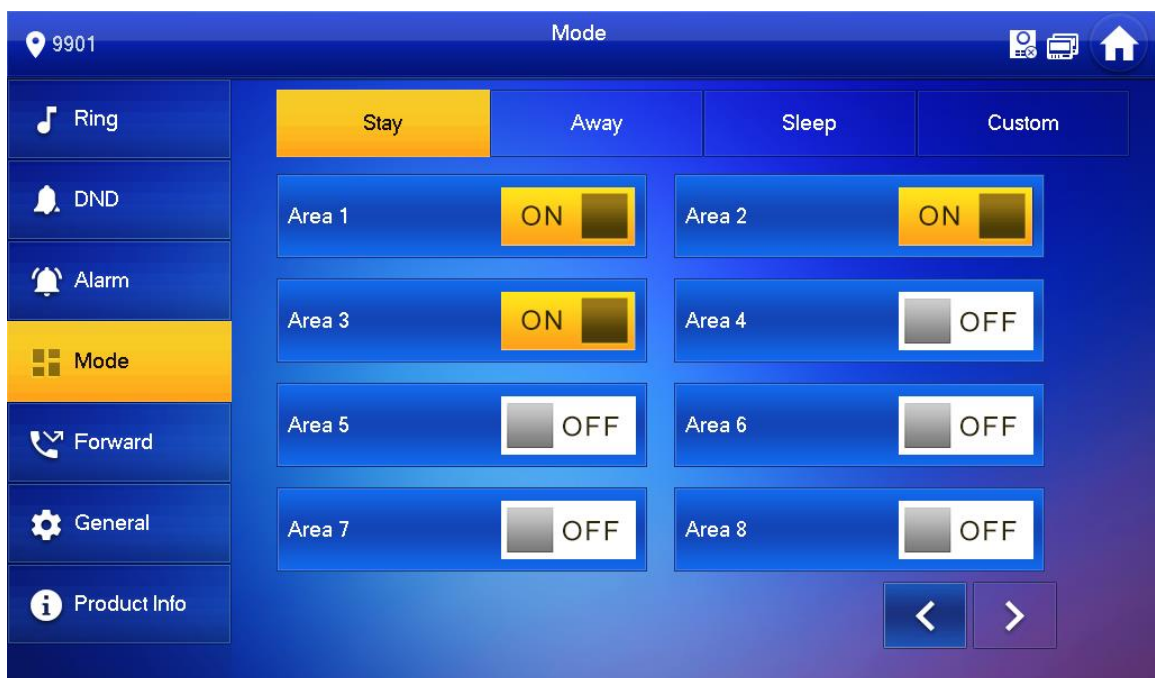 9901
Mode
Ring
DND
Alarm
Mode
Forward
General
Product Info
Stay Away Sleep Custom
Area 1 ON Area 2 ON
Area 3 ON Area 4 OFF
Area 5 OFF Area 6 OFF
Area 7 OFF Area 8 OFF